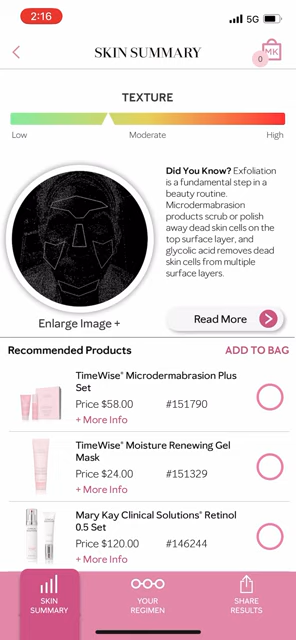 2:16
5G
SKIN SUMMARY
MK
0
TEXTURE
Low
Moderate
High
Did You Know? Exfoliation
is a fundamental step in a
beauty routine.
Microdermabrasion
products scrub or polish
away dead skin cells on the
top surface layer, and
glycolic acid removes dead
skin cells from multiple
surface layers.
Enlarge Image +
Read More
Recommended Products
ADD TO BAG
TimeWise® Microdermabrasion Plus
Set
Price $58.00 #151790
+ More Info
TimeWise® Moisture Renewing Gel
Mask
Price $24.00 #151329
+ More Info
Mary Kay Clinical Solutions® Retinol
0.5 Set
Price $120.00 #146244
+ More Info
SKIN
SUMMARY
YOUR
REGIMEN
SHARE
RESULTS